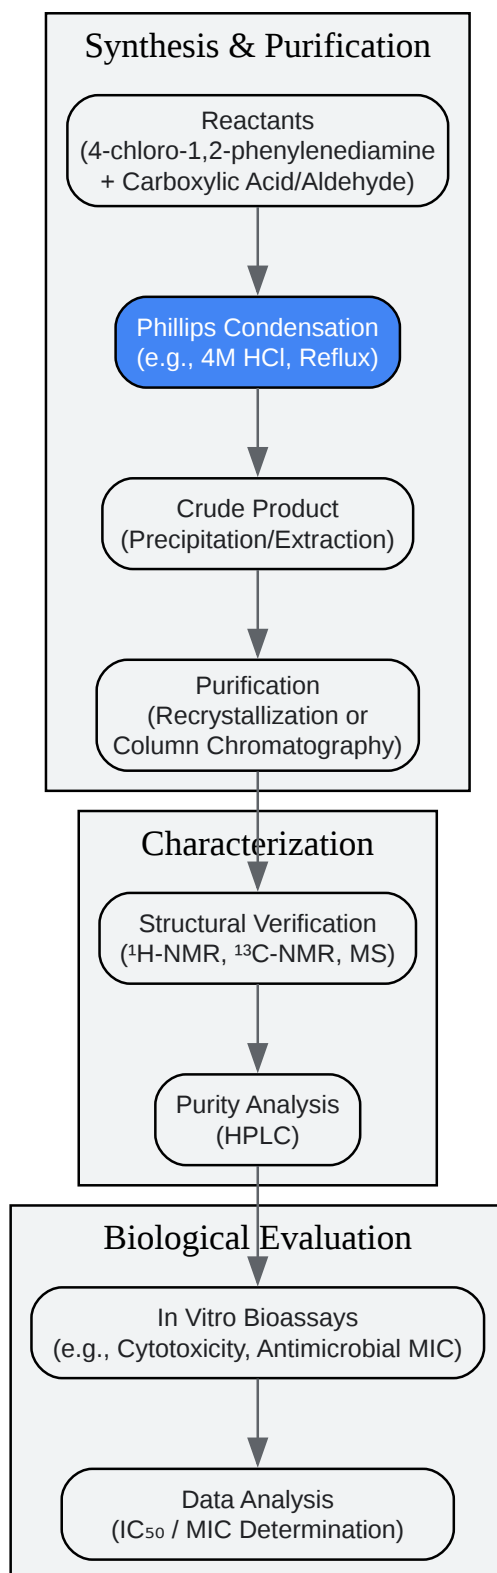 Synthesis & Purification
Reactants
(4-chloro-1,2-phenylenediamine
+ Carboxylic Acid/Aldehyde)
Phillips Condensation
(e.g., 4M HCl, Reflux)
Crude Product
(Precipitation/Extraction)
Purification
(Recrystallization or
Column Chromatography)
Characterization
Structural Verification
(¹H-NMR, ¹³C-NMR, MS)
Purity Analysis
(HPLC)
Biological Evaluation
In Vitro Bioassays
(e.g., Cytotoxicity, Antimicrobial MIC)
Data Analysis
(IC₅₀ / MIC Determination)